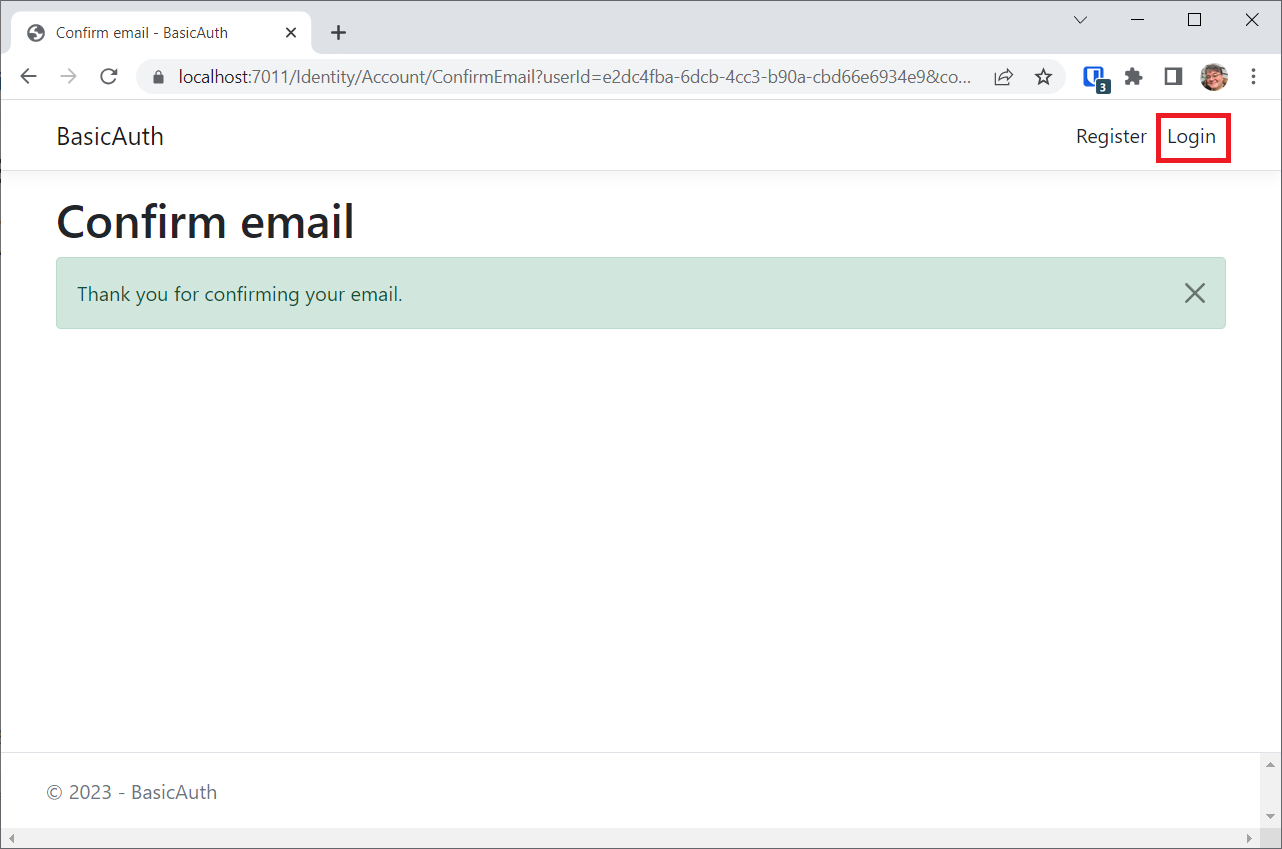 Confirm email - BasicAuth
localhost:7011/Identity/Account/ConfirmEmail?userId=e2dc4fba-6dcb-4cc3-b90a-cbd66e6934e9&co...
3
BasicAuth
Register
Login
Confirm email
Thank you for confirming your email.
© 2023 - BasicAuth